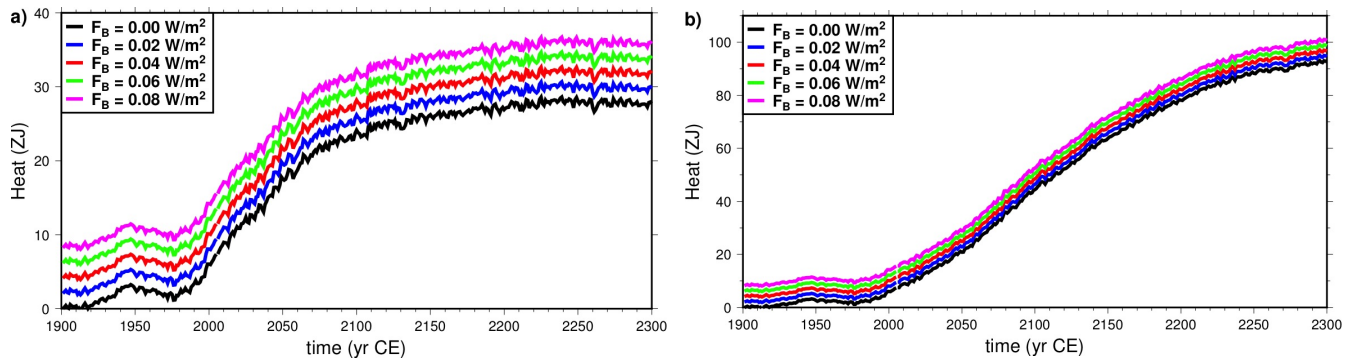 a)
F_B = 0.00 W/m²
F_B = 0.02 W/m²
F_B = 0.04 W/m²
F_B = 0.06 W/m²
F_B = 0.08 W/m²
Heat (ZJ)
40
30
20
10
0
1900 1950 2000 2050 2100 2150 2200 2250 2300
time (yr CE)
b)
F_B = 0.00 W/m²
F_B = 0.02 W/m²
F_B = 0.04 W/m²
F_B = 0.06 W/m²
F_B = 0.08 W/m²
Heat (ZJ)
100
80
60
40
20
0
1900 1950 2000 2050 2100 2150 2200 2250 2300
time (yr CE)